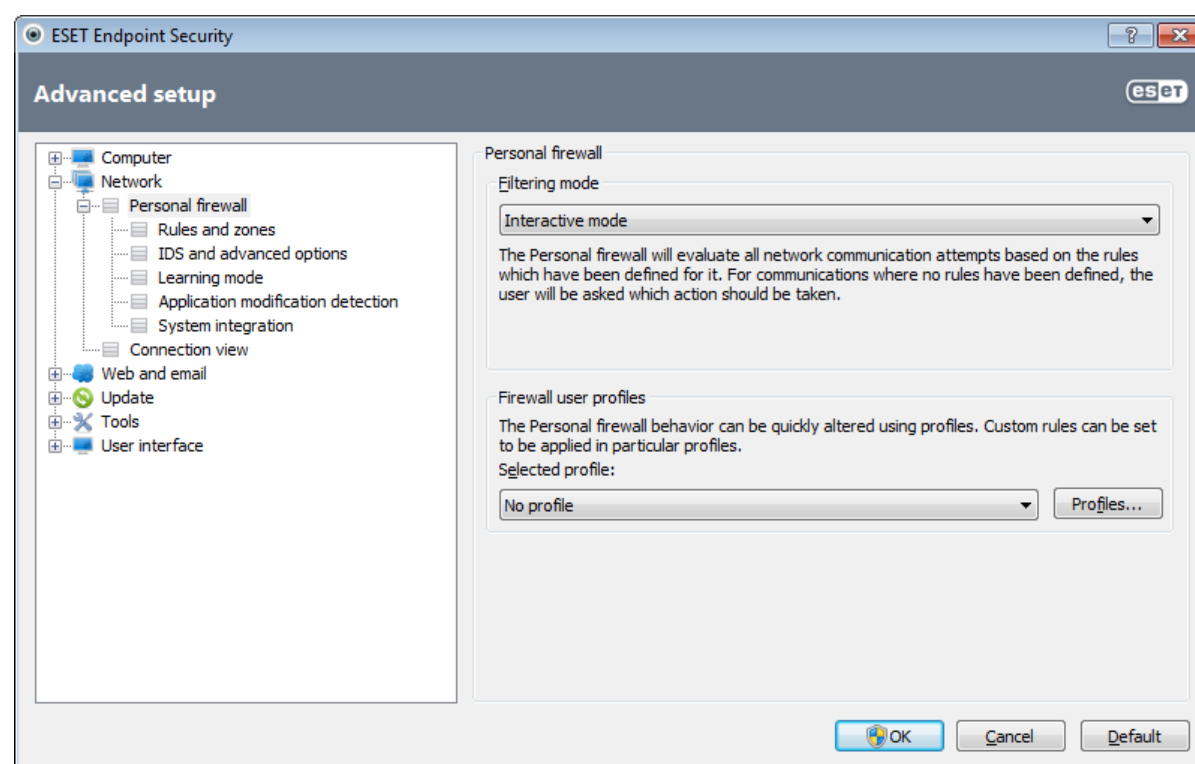 ESET Endpoint Security
?
Advanced setup
eseT
Computer
Network
Personal firewall
Rules and zones
IDS and advanced options
Learning mode
Application modification detection
System integration
Connection view
Web and email
Update
Tools
User interface
Personal firewall
Filtering mode
Interactive mode
The Personal firewall will evaluate all network communication attempts based on the rules
which have been defined for it. For communications where no rules have been defined, the
user will be asked which action should be taken.
Firewall user profiles
The Personal firewall behavior can be quickly altered using profiles. Custom rules can be set
to be applied in particular profiles.
Selected profile:
No profile
Profiles...
OK
Cancel
Default